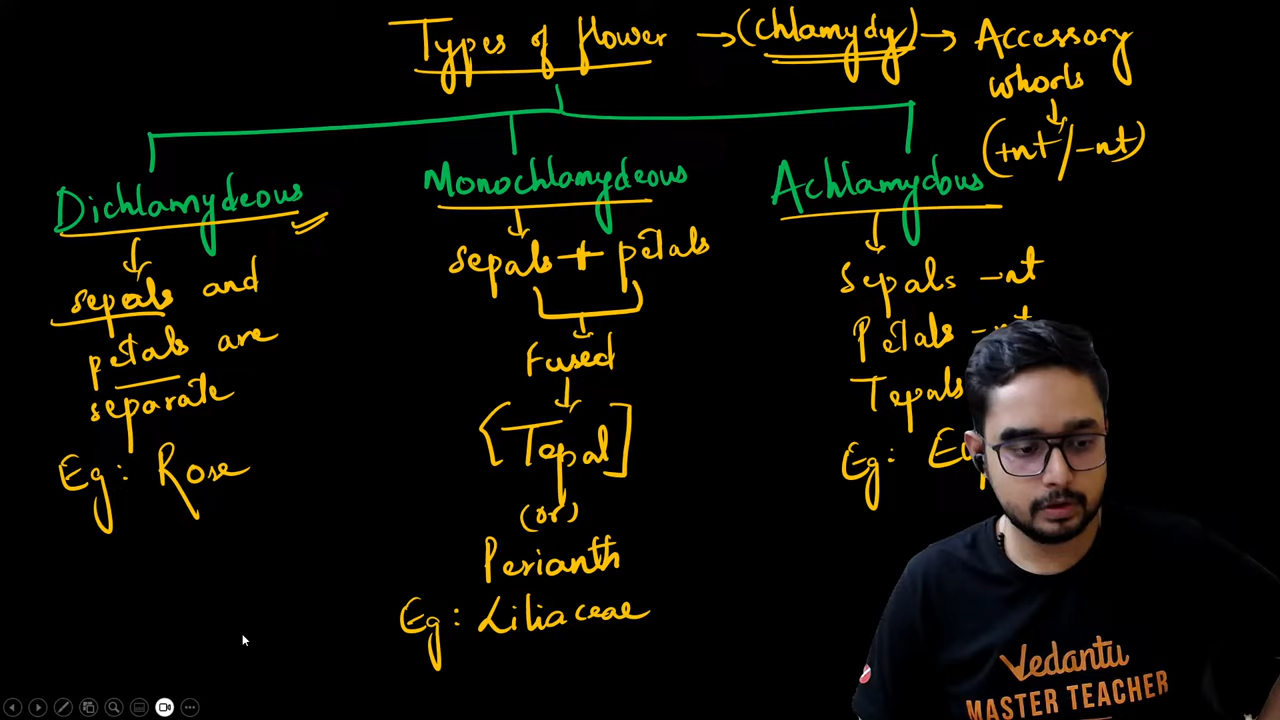 Types of flower → (Chlamydy) → Accessory
whorls
(+nt/-nt)
Dichlamydeous
sepals and
petals are
separate
Eg: Rose
Monochlamydeous
sepals + petals
Fused
[Tepal]
(or)
Perianth
Eg: Liliaceae
Achlamydous
Sepals -nt
Petals -nt
Tepals
Eg:
Vedantu
MASTER TEACHER